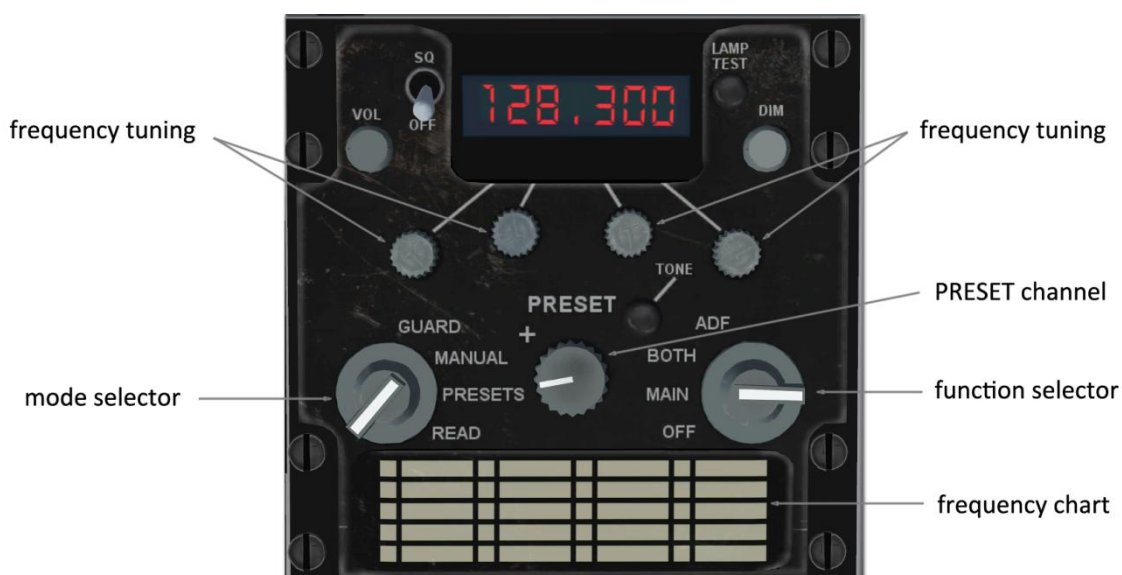 SQ
128.300
LAMP
TEST
VOL
OFF
DIM
frequency tuning
frequency tuning
TONE
PRESET
PRESET channel
+
GUARD
ADF
MANUAL
BOTH
mode selector
PRESETS
MAIN
function selector
READ
OFF
frequency chart